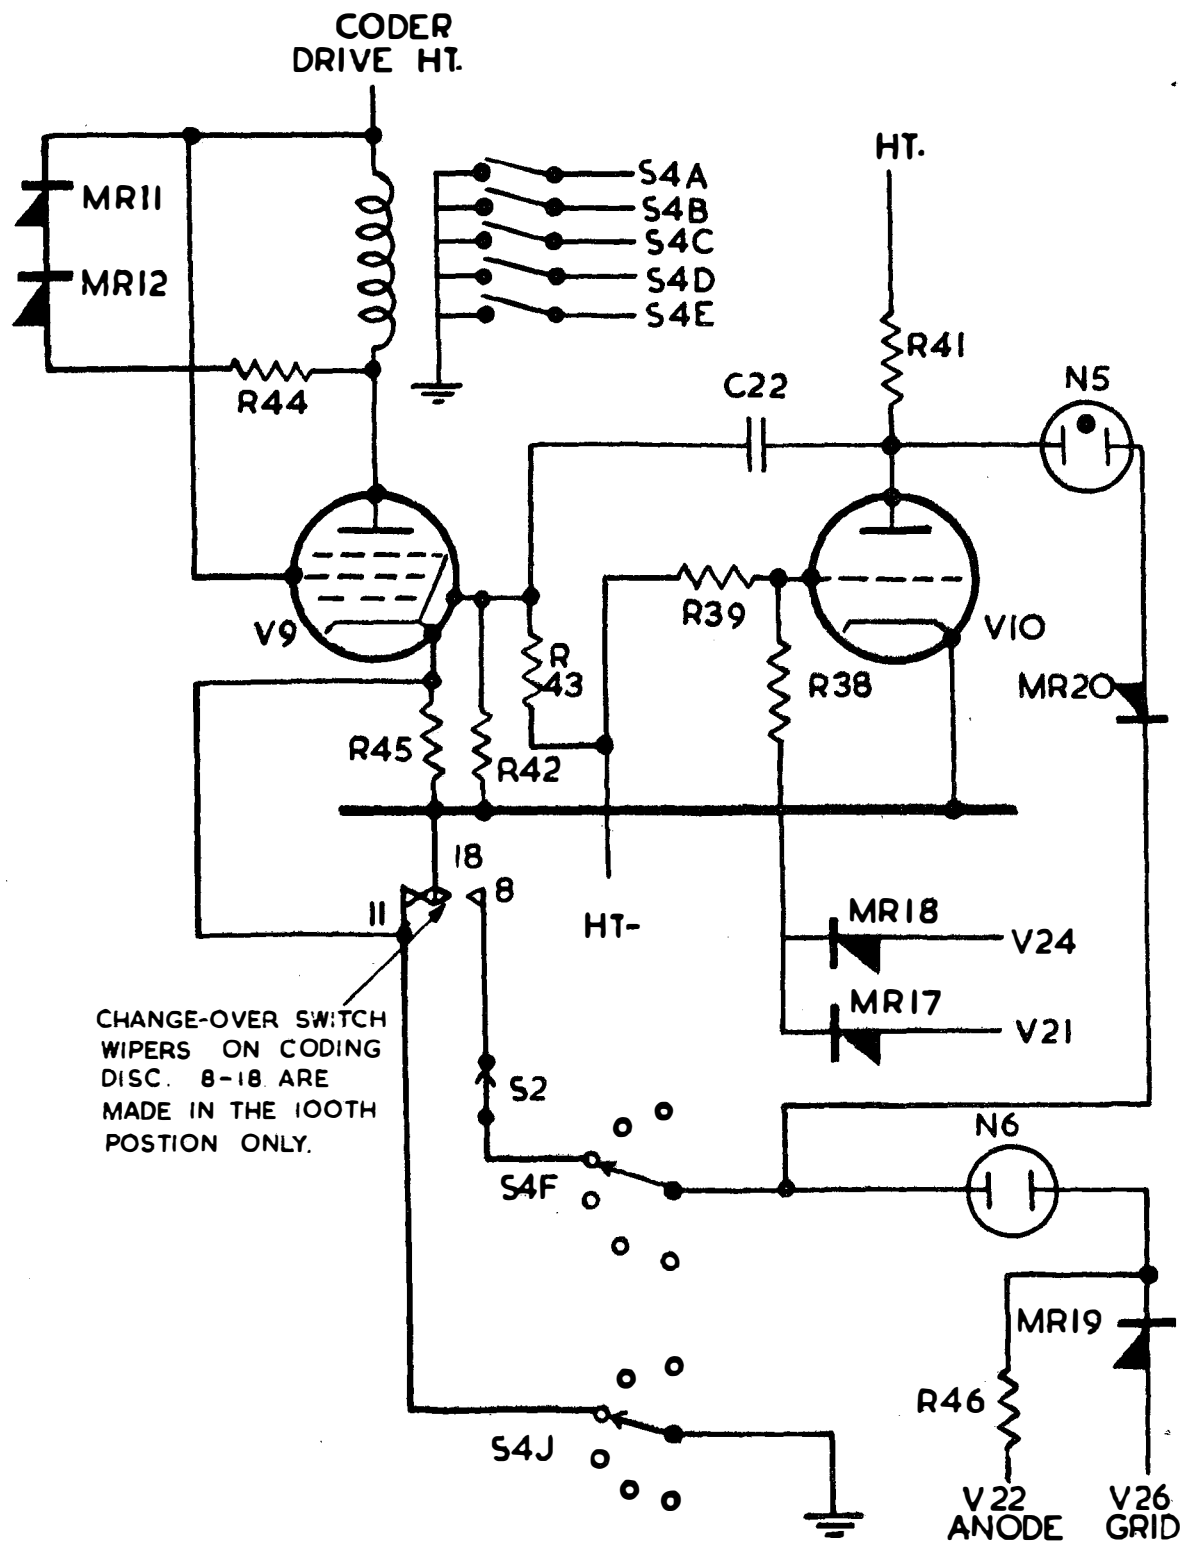 CODER
DRIVE HT.
MR11
MR12
S4A
S4B
S4C
S4D
S4E
HT.
R41
R44
C22
N5
V9
R39
V10
R
43
R38
MR20
R45
R42
18
8
11
HT-
MR18
V24
MR17
V21
CHANGE-OVER SWITCH
WIPERS ON CODING
DISC. 8-18 ARE
MADE IN THE 100TH
POSTION ONLY.
S2
N6
S4F
MR19
R46
S4J
V22
ANODE
V26
GRID